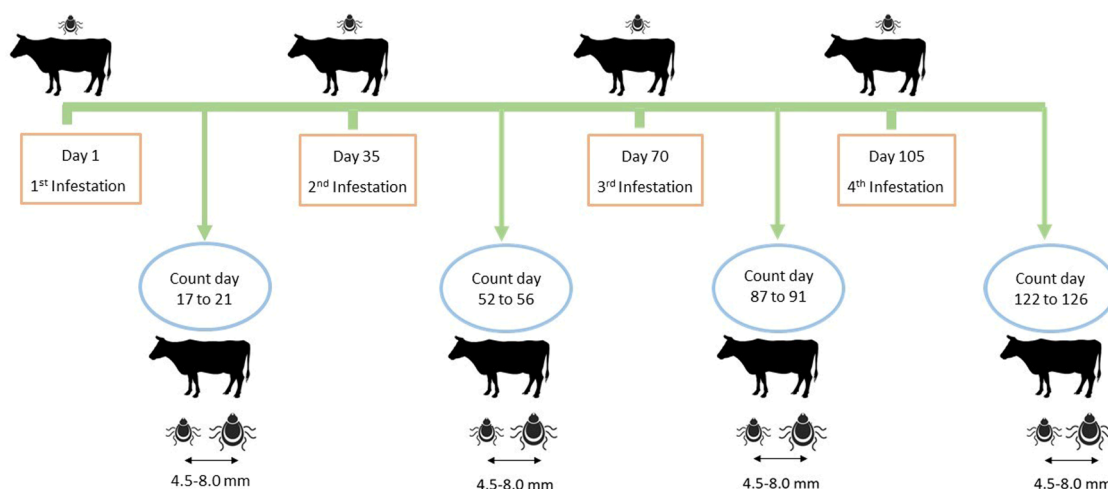 Day 1
1st Infestation
Day 35
2nd Infestation
Day 70
3rd Infestation
Day 105
4th Infestation
Count day
17 to 21
Count day
52 to 56
Count day
87 to 91
Count day
122 to 126
4.5-8.0 mm
4.5-8.0 mm
4.5-8.0 mm
4.5-8.0 mm